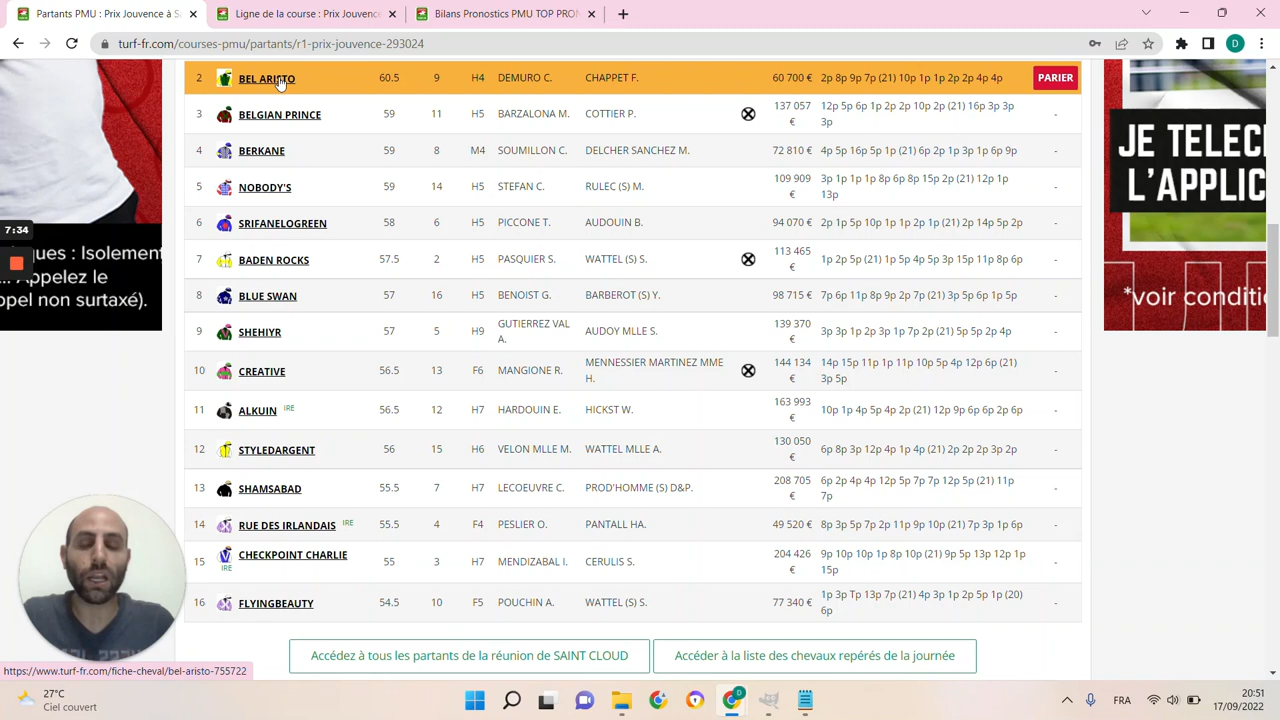 Partants PMU : Prix Jouvence à S
Ligne de la course : Prix Jouvence
Bilans Pronostics PMU TOP PRON
turf-fr.com/courses-pmu/partants/r1-prix-jouvence-293024
2 BEL ARISTO 60.5 9 H4 DEMURO C. CHAPPET F. 60 700 € 2p 8p 9p 7p (21) 10p 1p 1p 2p 2p 4p 4p PARIER
3 BELGIAN PRINCE 59 11 H5 BARZALONA M. COTTIER P. 137 057 € 12p 5p 6p 1p 2p 2p 10p 2p (21) 16p 3p 3p
3p -
4 BERKANE 59 8 M4 SOUMILLON C. DELCHER SANCHEZ M. 72 810 € 4p 5p 16p 5p 1p (21) 6p 2p 1p 3p 1p 6p 9p -
5 NOBODY'S 59 14 H5 STEFAN C. RULEC (S) M. 109 909 € 3p 1p 1p 1p 8p 6p 8p 15p 2p (21) 12p 1p
13p -
6 SRIFANELOGREEN 58 6 H5 PICCONE T. AUDOUIN B. 94 070 € 2p 1p 5p 10p 1p 1p 2p 1p (21) 2p 14p 5p 2p -
7 BADEN ROCKS 57.5 2 H5 PASQUIER S. WATTEL (S) S. 113 465 € 1p 2p 5p (21) 1p 5p 4p 5p 3p 15p 11p 8p 6p -
8 BLUE SWAN 57 16 H5 BENOIST G. BARBEROT (S) Y. 98 715 € 7p 6p 11p 8p 9p 2p 7p (21) 3p 5p 6p 1p 5p -
9 SHEHIYR 57 5 H9 GUTIERREZ VAL
A. AUDOY MLLE S. 139 370 € 3p 3p 1p 2p 3p 1p 7p 2p (21) 5p 5p 2p 4p -
10 CREATIVE 56.5 13 F6 MANGIONE R. MENNESSIER MARTINEZ MME
H. 144 134 € 14p 15p 11p 1p 11p 10p 5p 4p 12p 6p (21)
3p 5p -
11 ALKUIN IRE 56.5 12 H7 HARDOUIN E. HICKST W. 163 993 € 10p 1p 4p 5p 4p 2p (21) 12p 9p 6p 6p 2p 6p -
12 STYLEDARGENT 56 15 H6 VELON MLLE M. WATTEL MLLE A. 130 050 € 6p 8p 3p 12p 4p 1p 4p (21) 2p 2p 2p 3p 2p -
13 SHAMSABAD 55.5 7 H7 LECOEUVRE C. PROD'HOMME (S) D&P. 208 705 € 6p 2p 4p 4p 12p 5p 7p 7p 12p 5p (21) 11p
7p -
14 RUE DES IRLANDAIS IRE 55.5 4 F4 PESLIER O. PANTALL HA. 49 520 € 8p 3p 5p 7p 2p 11p 9p 10p (21) 7p 3p 1p 6p -
15 CHECKPOINT CHARLIE
IRE 55 3 H7 MENDIZABAL I. CERULIS S. 204 426 € 9p 10p 10p 1p 8p 10p (21) 9p 5p 13p 12p 1p
15p -
16 FLYINGBEAUTY 54.5 10 F5 POUCHIN A. WATTEL (S) S. 77 340 € 1p 3p Tp 13p 7p (21) 4p 3p 1p 2p 5p 1p (20)
6p -
Accédez à tous les partants de la réunion de SAINT CLOUD
Accéder à la liste des chevaux repérés de la journée
7:34
ques : Isolement
Appelez le
ppel non surtaxé).
JE TELEC
L'APPLIC
*voir conditi
https://www.turf-fr.com/fiche-cheval/bel-aristo-755722
27°C
Ciel couvert
FRA
20:51
17/09/2022